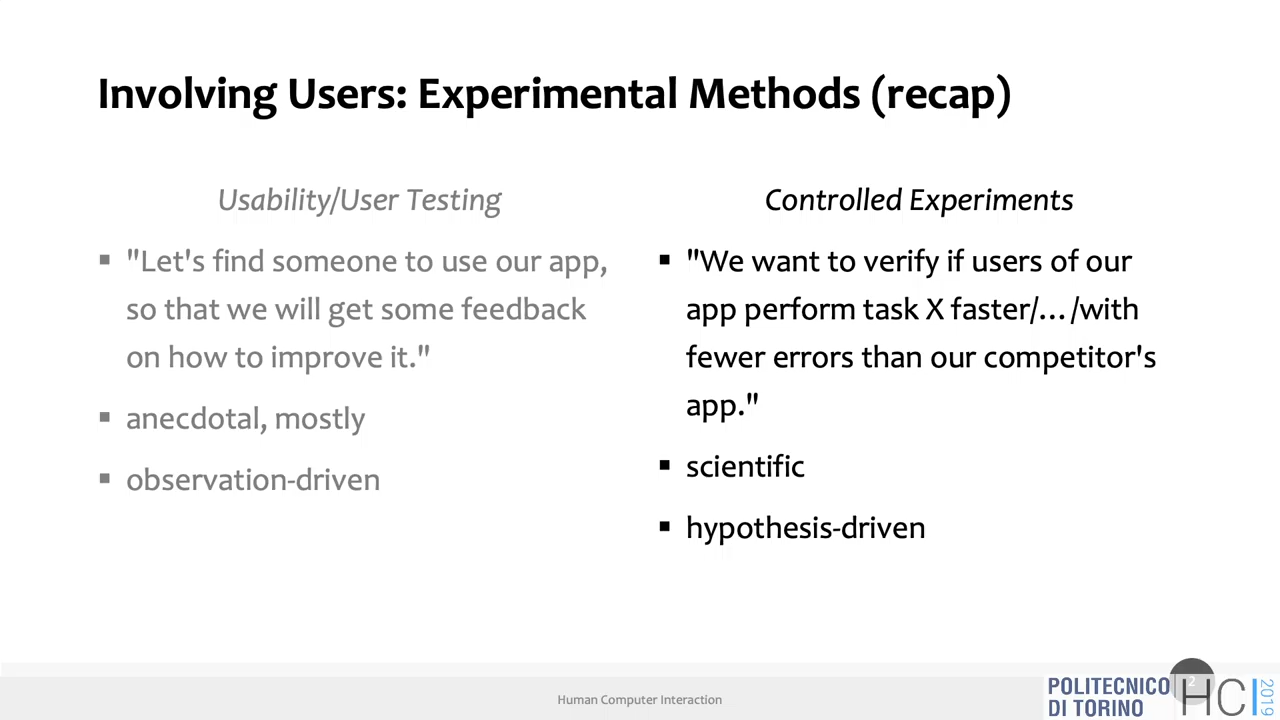 Involving Users: Experimental Methods (recap)
Usability/User Testing
▪ "Let's find someone to use our app,
so that we will get some feedback
on how to improve it."
▪ anecdotal, mostly
▪ observation-driven
Controlled Experiments
▪ "We want to verify if users of our
app perform task X faster/…/with
fewer errors than our competitor's
app."
▪ scientific
▪ hypothesis-driven
Human Computer Interaction
POLITECNICO
DI TORINO
2
HCI
2019